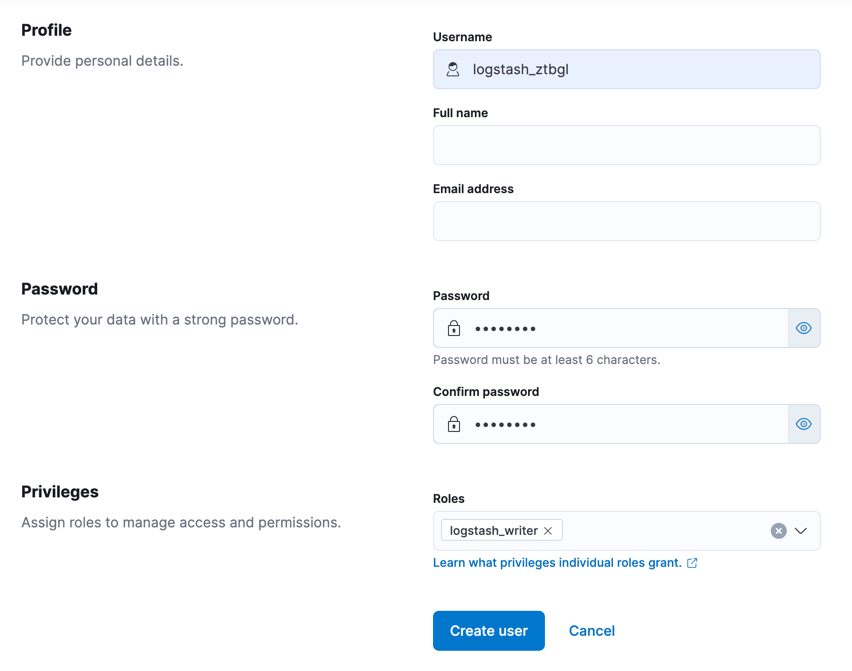 Profile
Provide personal details.
Username
logstash_ztbgl
Full name
Email address
Password
Protect your data with a strong password.
Password
••••••••
Password must be at least 6 characters.
Confirm password
••••••••
Privileges
Assign roles to manage access and permissions.
Roles
logstash_writer
Learn what privileges individual roles grant.
Create user Cancel